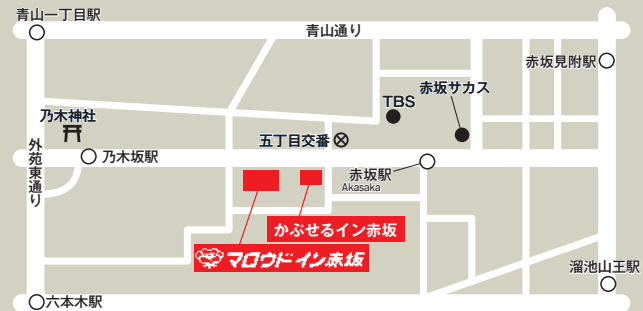 青山一丁目駅
青山通り
赤坂見附駅
赤坂サカス
TBS
乃木神社
五丁目交番
外苑東通り
乃木坂駅
赤坂駅
Akasaka
かぷせるイン赤坂
マロウドイン赤坂
溜池山王駅
六本木駅